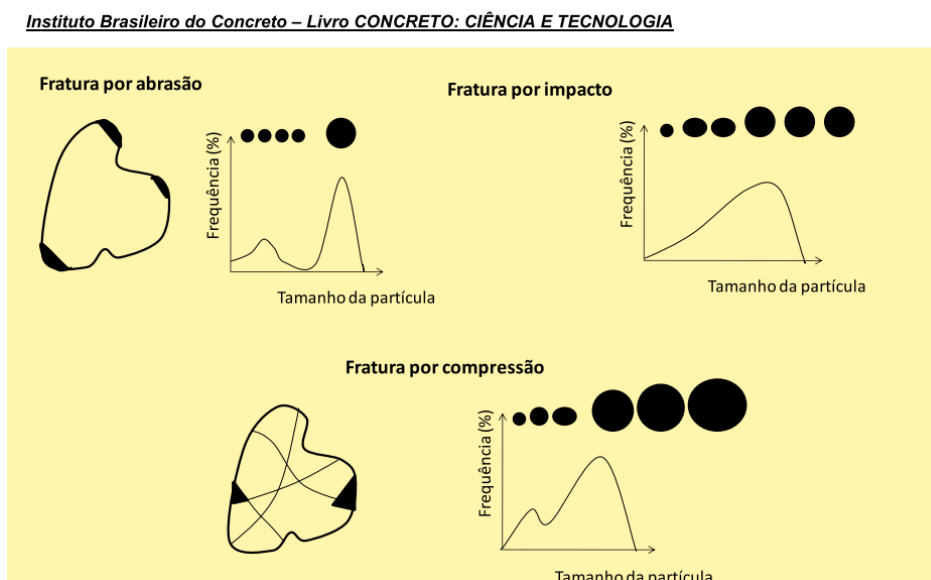 Instituto Brasileiro do Concreto – Livro CONCRETO: CIÊNCIA E TECNOLOGIA
Fratura por abrasão
Frequência (%)
Tamanho da partícula
Fratura por impacto
Frequência (%)
Tamanho da partícula
Fratura por compressão
Frequência (%)
Tamanho da partícula